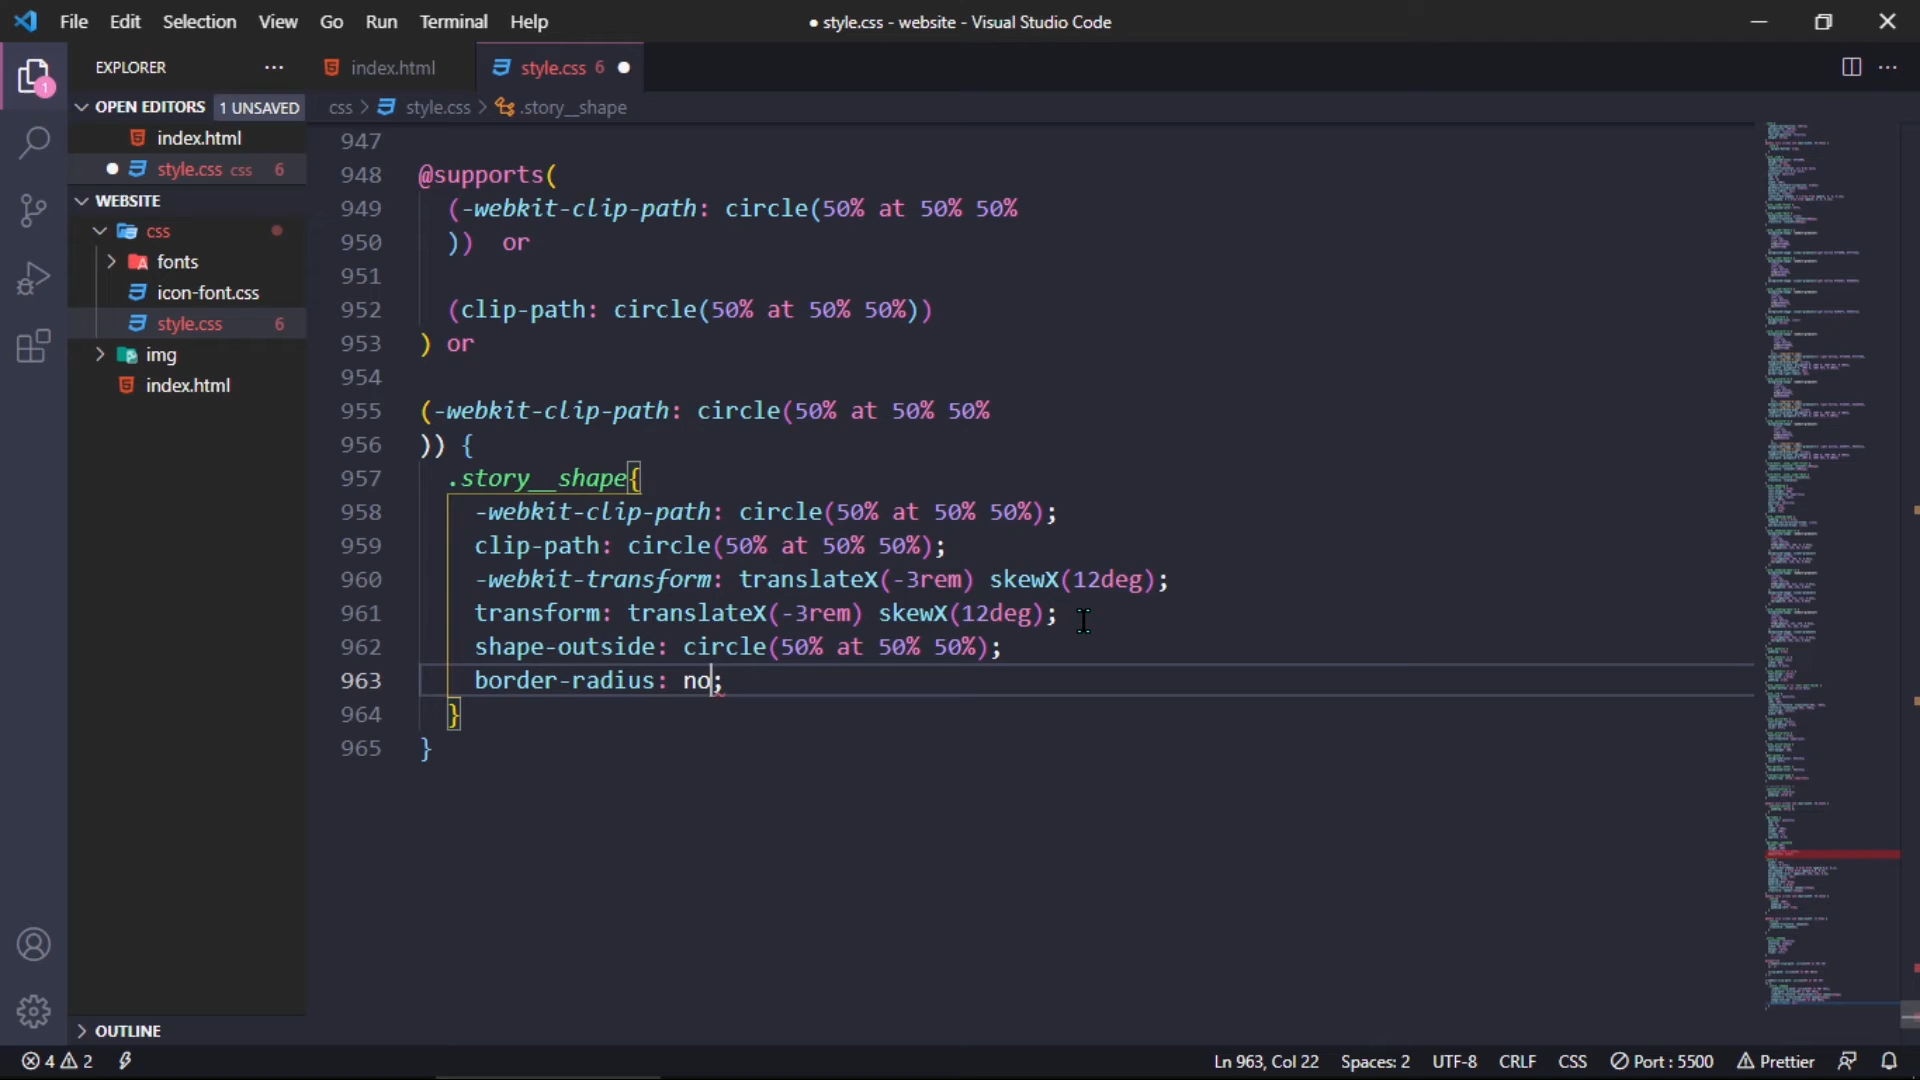 File Edit Selection View Go Run Terminal Help
● style.css - website - Visual Studio Code
EXPLORER
index.html
style.css 6
OPEN EDITORS 1 UNSAVED
css > style.css > .story__shape
index.html
style.css css 6
WEBSITE
css
fonts
icon-font.css
style.css 6
img
index.html
1
947
948 @supports(
949 (-webkit-clip-path: circle(50% at 50% 50%
950 )) or
951
952 (clip-path: circle(50% at 50% 50%))
953 ) or
954
955 (-webkit-clip-path: circle(50% at 50% 50%
956 )) {
957 .story__shape{
958 -webkit-clip-path: circle(50% at 50% 50%);
959 clip-path: circle(50% at 50% 50%);
960 -webkit-transform: translateX(-3rem) skewX(12deg);
961 transform: translateX(-3rem) skewX(12deg);
962 shape-outside: circle(50% at 50% 50%);
963 border-radius: no;
964 }
965 }
OUTLINE
4 2
Ln 963, Col 22 Spaces: 2 UTF-8 CRLF CSS Port : 5500 Prettier